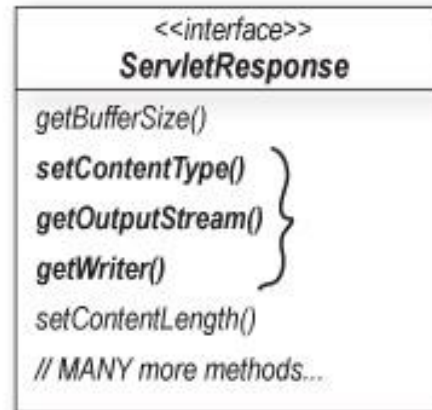 <<interface>>
ServletResponse
getBufferSize()
setContentType()
getOutputStream()
getWriter()
setContentLength()
// MANY more methods...